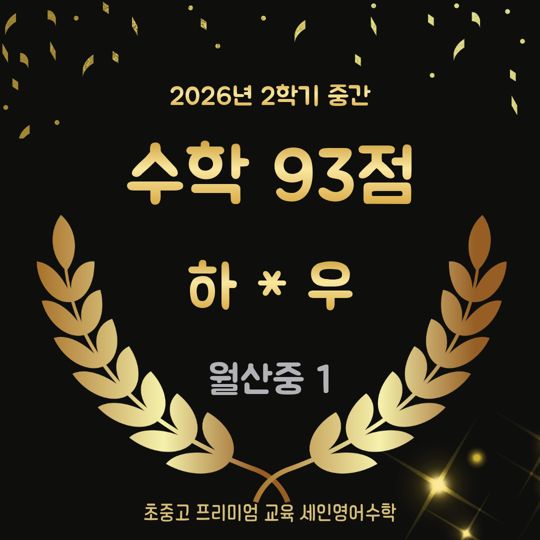 2026년 2학기 중간
수학 93점
하 * 우
월산중 1
초중고 프리미엄 교육 세인영어수학